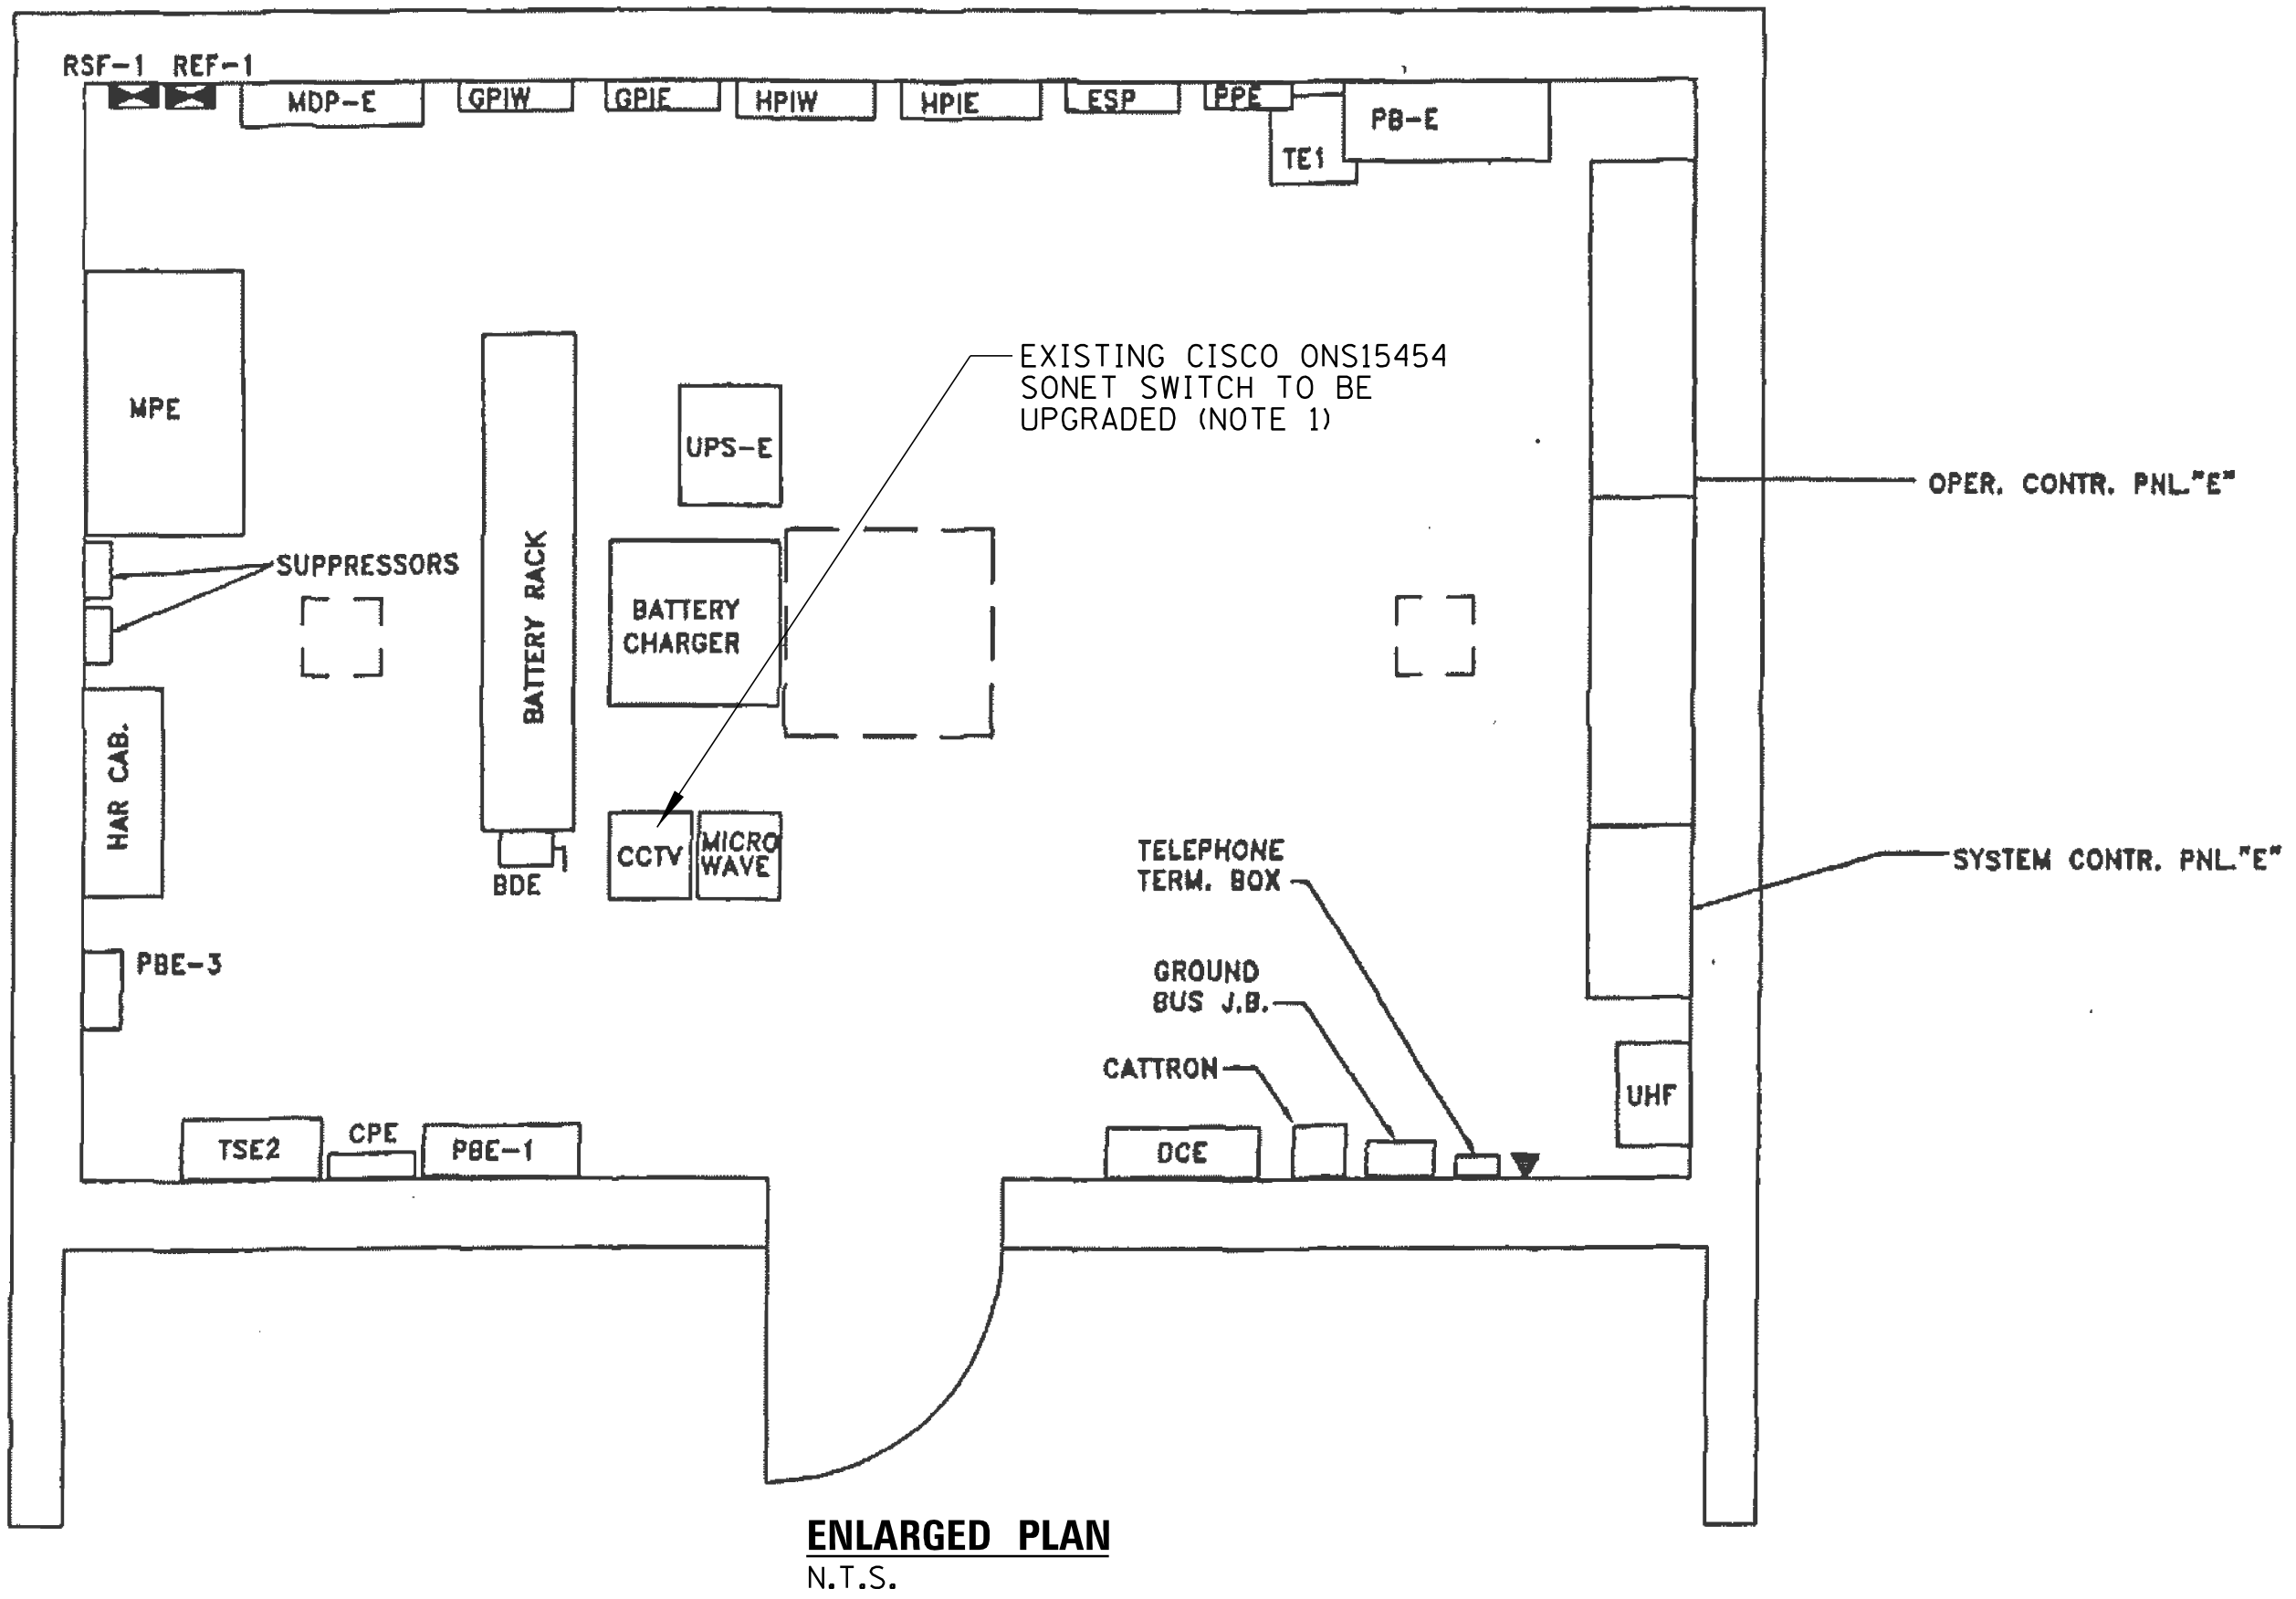 RSF-1 REF-1
MDP-E
GPIW
GPIE
HPIW
HPIE
ESP
PPE
PB-E
TE1
EXISTING CISCO ONS15454
SONET SWITCH TO BE
UPGRADED (NOTE 1)
MPE
UPS-E
OPER. CONTR. PNL."E"
SUPPRESSORS
BATTERY RACK
BATTERY
CHARGER
HAR CAB.
CCTV
MICRO
WAVE
BDE
TELEPHONE
TERM. BOX
SYSTEM CONTR. PNL."E"
PBE-3
GROUND
BUS J.B.
CATTRON
UHF
TSE2
CPE
PBE-1
DCE
ENLARGED PLAN
N.T.S.